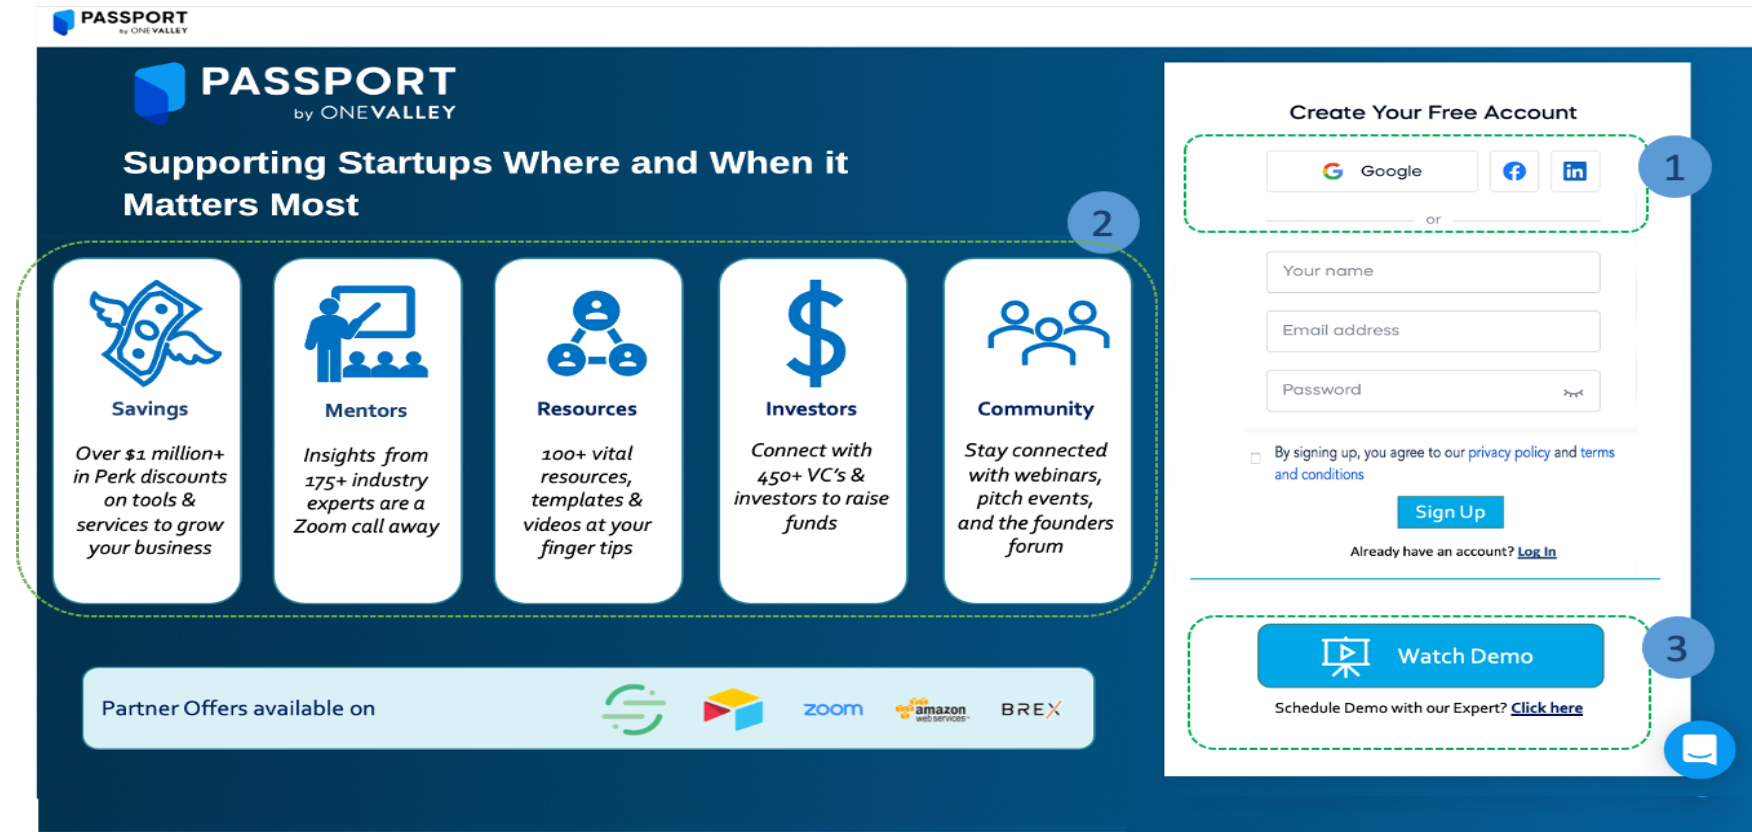 PASSPORT
by ONEVALLEY
PASSPORT
by ONEVALLEY
Supporting Startups Where and When it
Matters Most
2
Savings
Over $1 million+
in Perk discounts
on tools &
services to grow
your business
Mentors
Insights from
175+ industry
experts are a
Zoom call away
Resources
100+ vital
resources,
templates &
videos at your
finger tips
Investors
Connect with
450+ VC's &
investors to raise
funds
Community
Stay connected
with webinars,
pitch events,
and the founders
forum
Partner Offers available on
zoom
amazon
web services™
BREX
Create Your Free Account
1
Google
or
Your name
Email address
Password
By signing up, you agree to our privacy policy and terms
and conditions
Sign Up
Already have an account? Log In
3
Watch Demo
Schedule Demo with our Expert? Click here